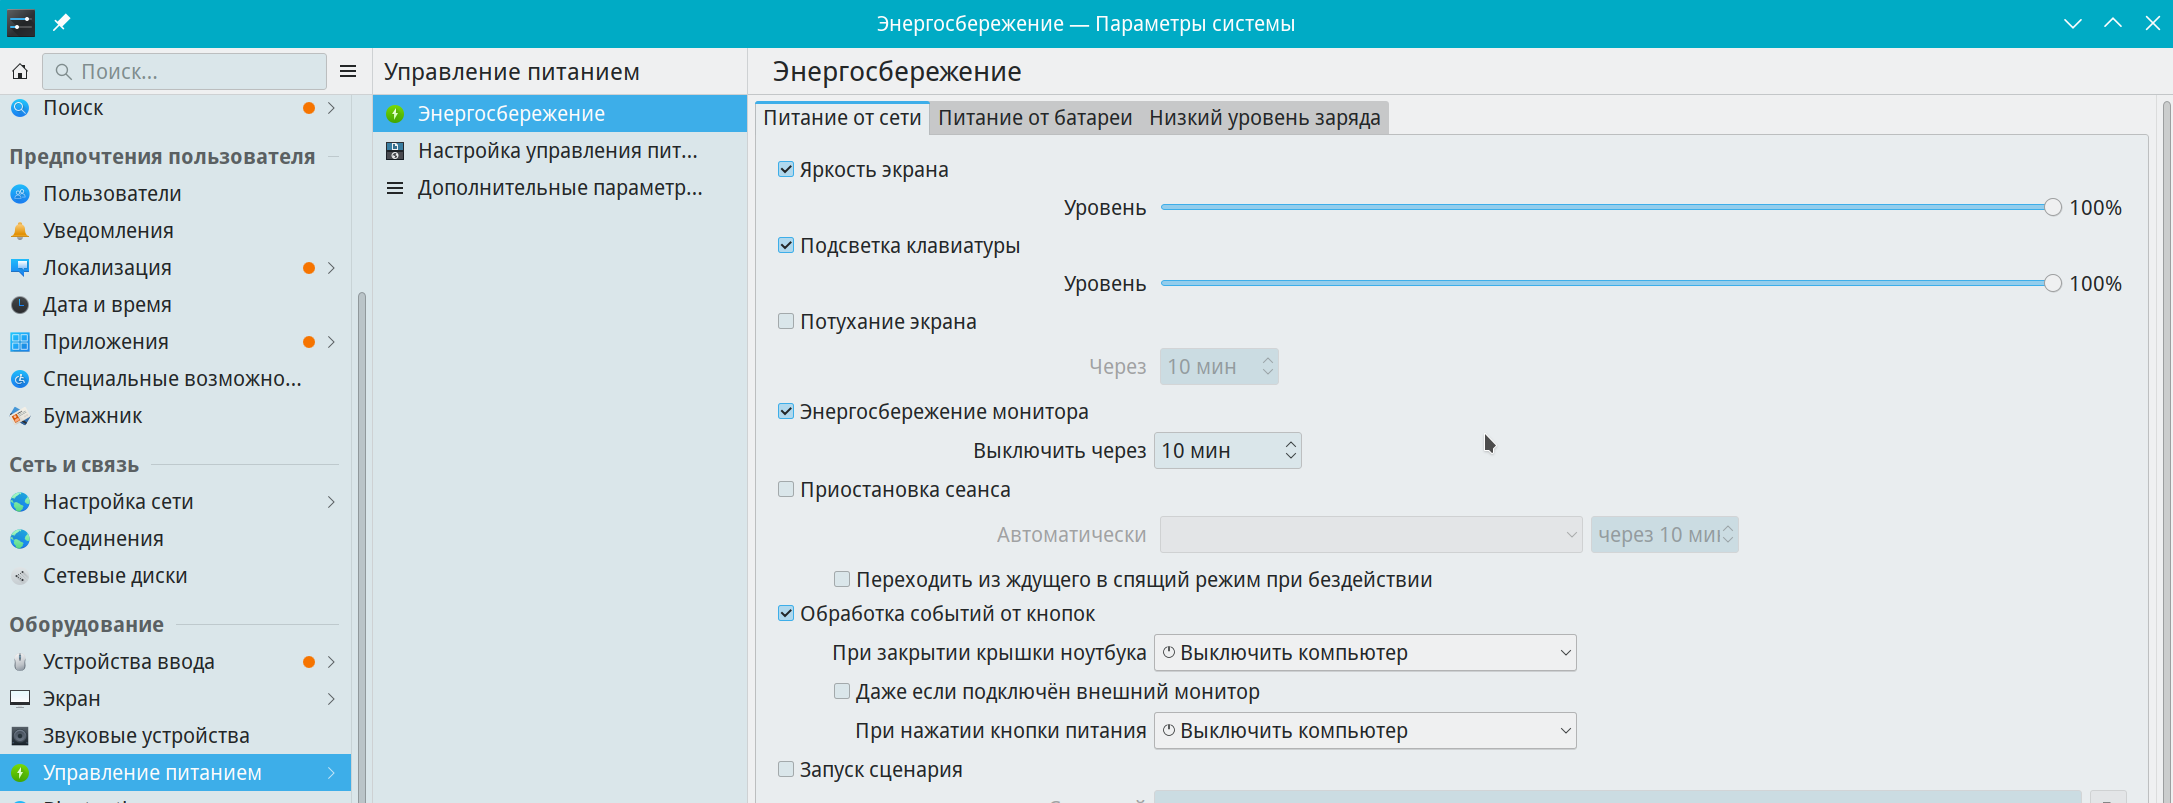 Энергосбережение — Параметры системы
Поиск...
Управление питанием
Энергосбережение
Поиск
Предпочтения пользователя
Пользователи
Уведомления
Локализация
Дата и время
Приложения
Специальные возможно...
Бумажник
Сеть и связь
Настройка сети
Соединения
Сетевые диски
Оборудование
Устройства ввода
Экран
Звуковые устройства
Управление питанием
Энергосбережение
Настройка управления пит...
Дополнительные параметр...
Питание от сети Питание от батареи Низкий уровень заряда
Яркость экрана
Уровень 100%
Подсветка клавиатуры
Уровень 100%
Потухание экрана
Через 10 мин
Энергосбережение монитора
Выключить через 10 мин
Приостановка сеанса
Автоматически через 10 мин
Переходить из ждущего в спящий режим при бездействии
Обработка событий от кнопок
При закрытии крышки ноутбука Выключить компьютер
Даже если подключён внешний монитор
При нажатии кнопки питания Выключить компьютер
Запуск сценария